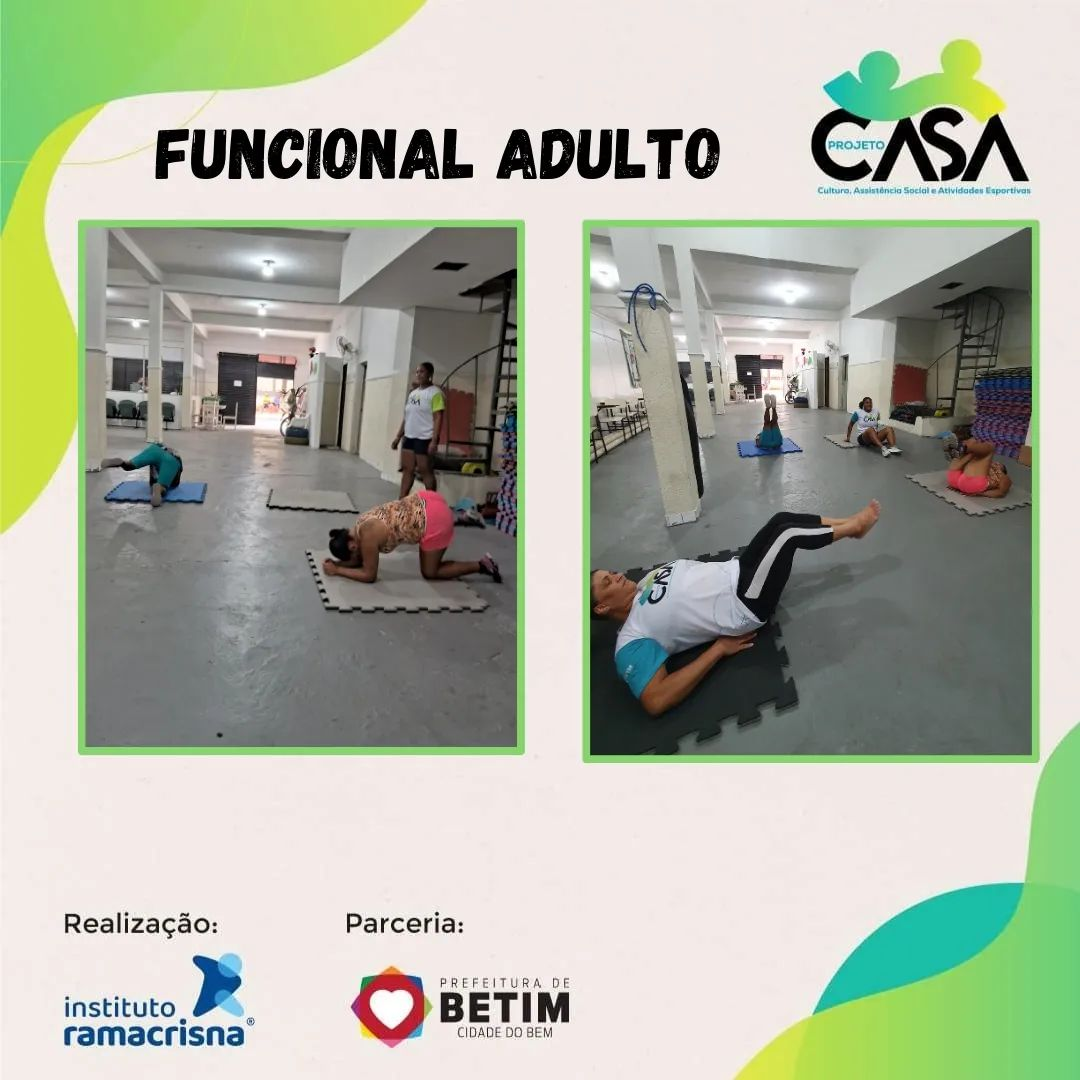 FUNCIONAL ADULTO
PROJETO
CASA
Cultura, Assistência Social e Atividades Esportivas
CASA
Realização:
Parceria:
instituto
ramacrisna®
PREFEITURA DE
BETIM
CIDADE DO BEM